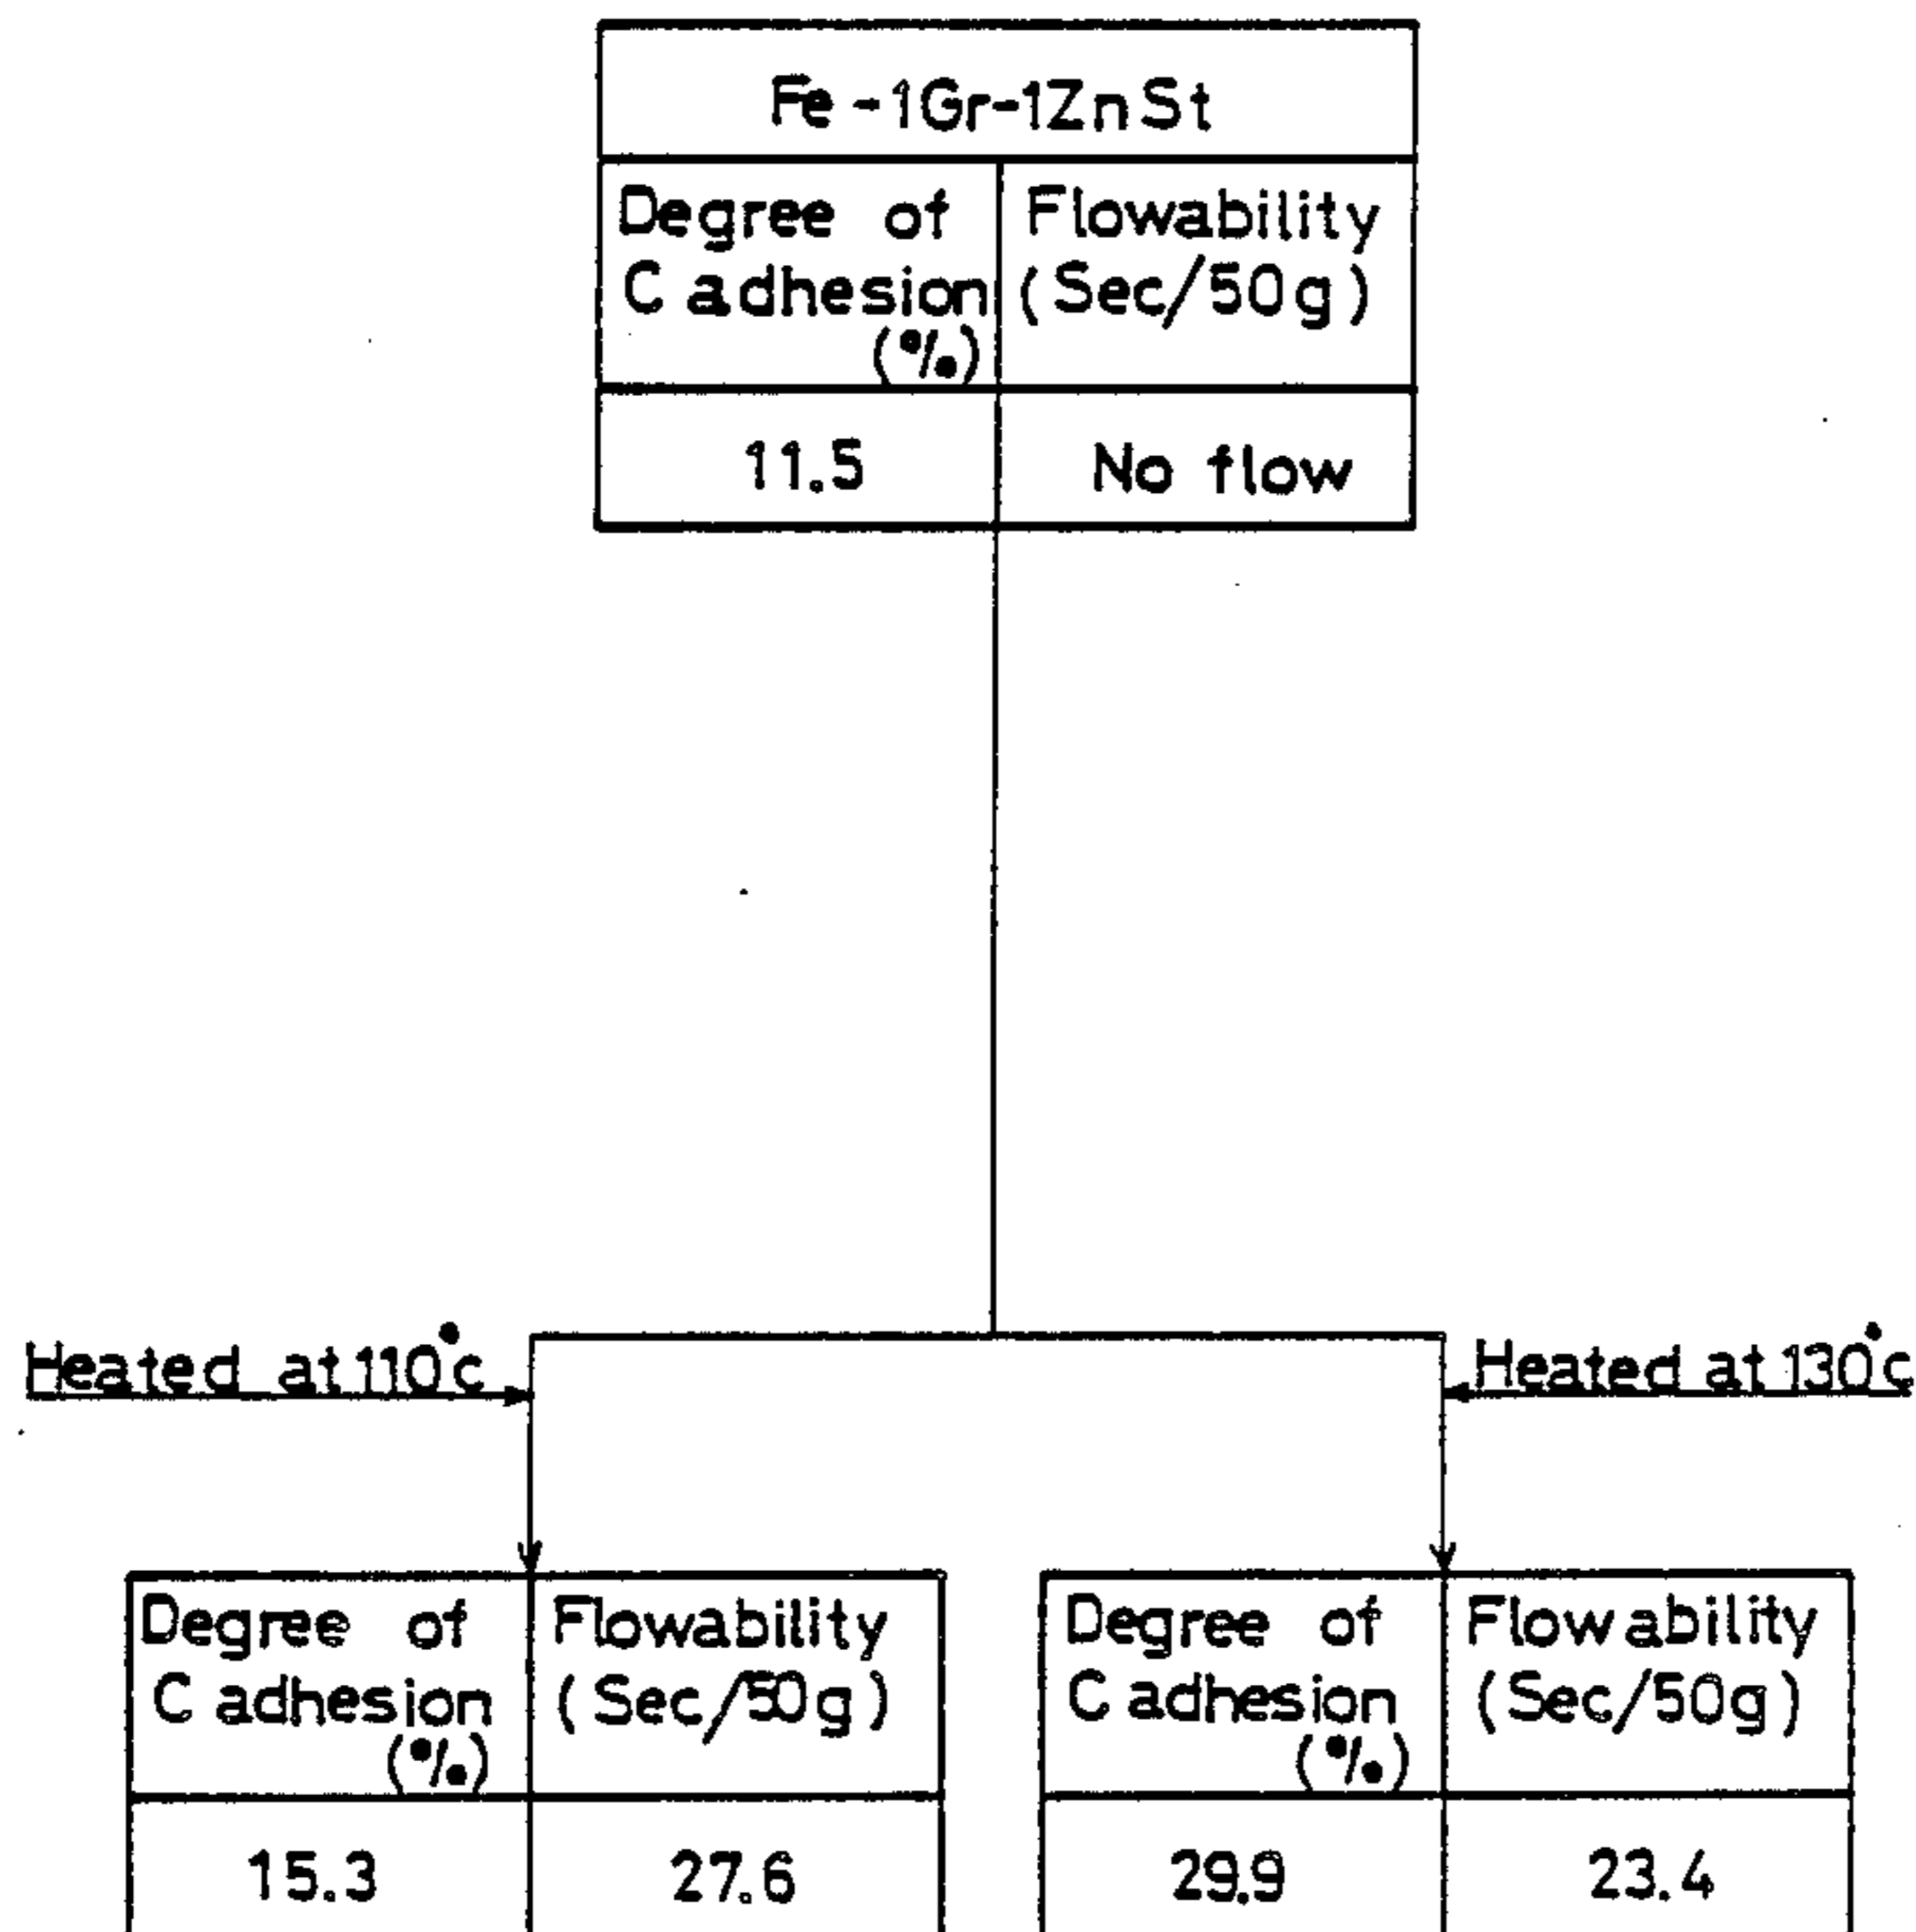 Fe-1Gr-1ZnSt
Degree of
C adhesion
(%)
Flowability
(Sec/50g)
11.5
No flow
Heated at 110°c
Heated at 130°c
Degree of
C adhesion
(%)
Flowability
(Sec/50g)
Degree of
C adhesion
(%)
Flowability
(Sec/50g)
15.3
27.6
29.9
23.4